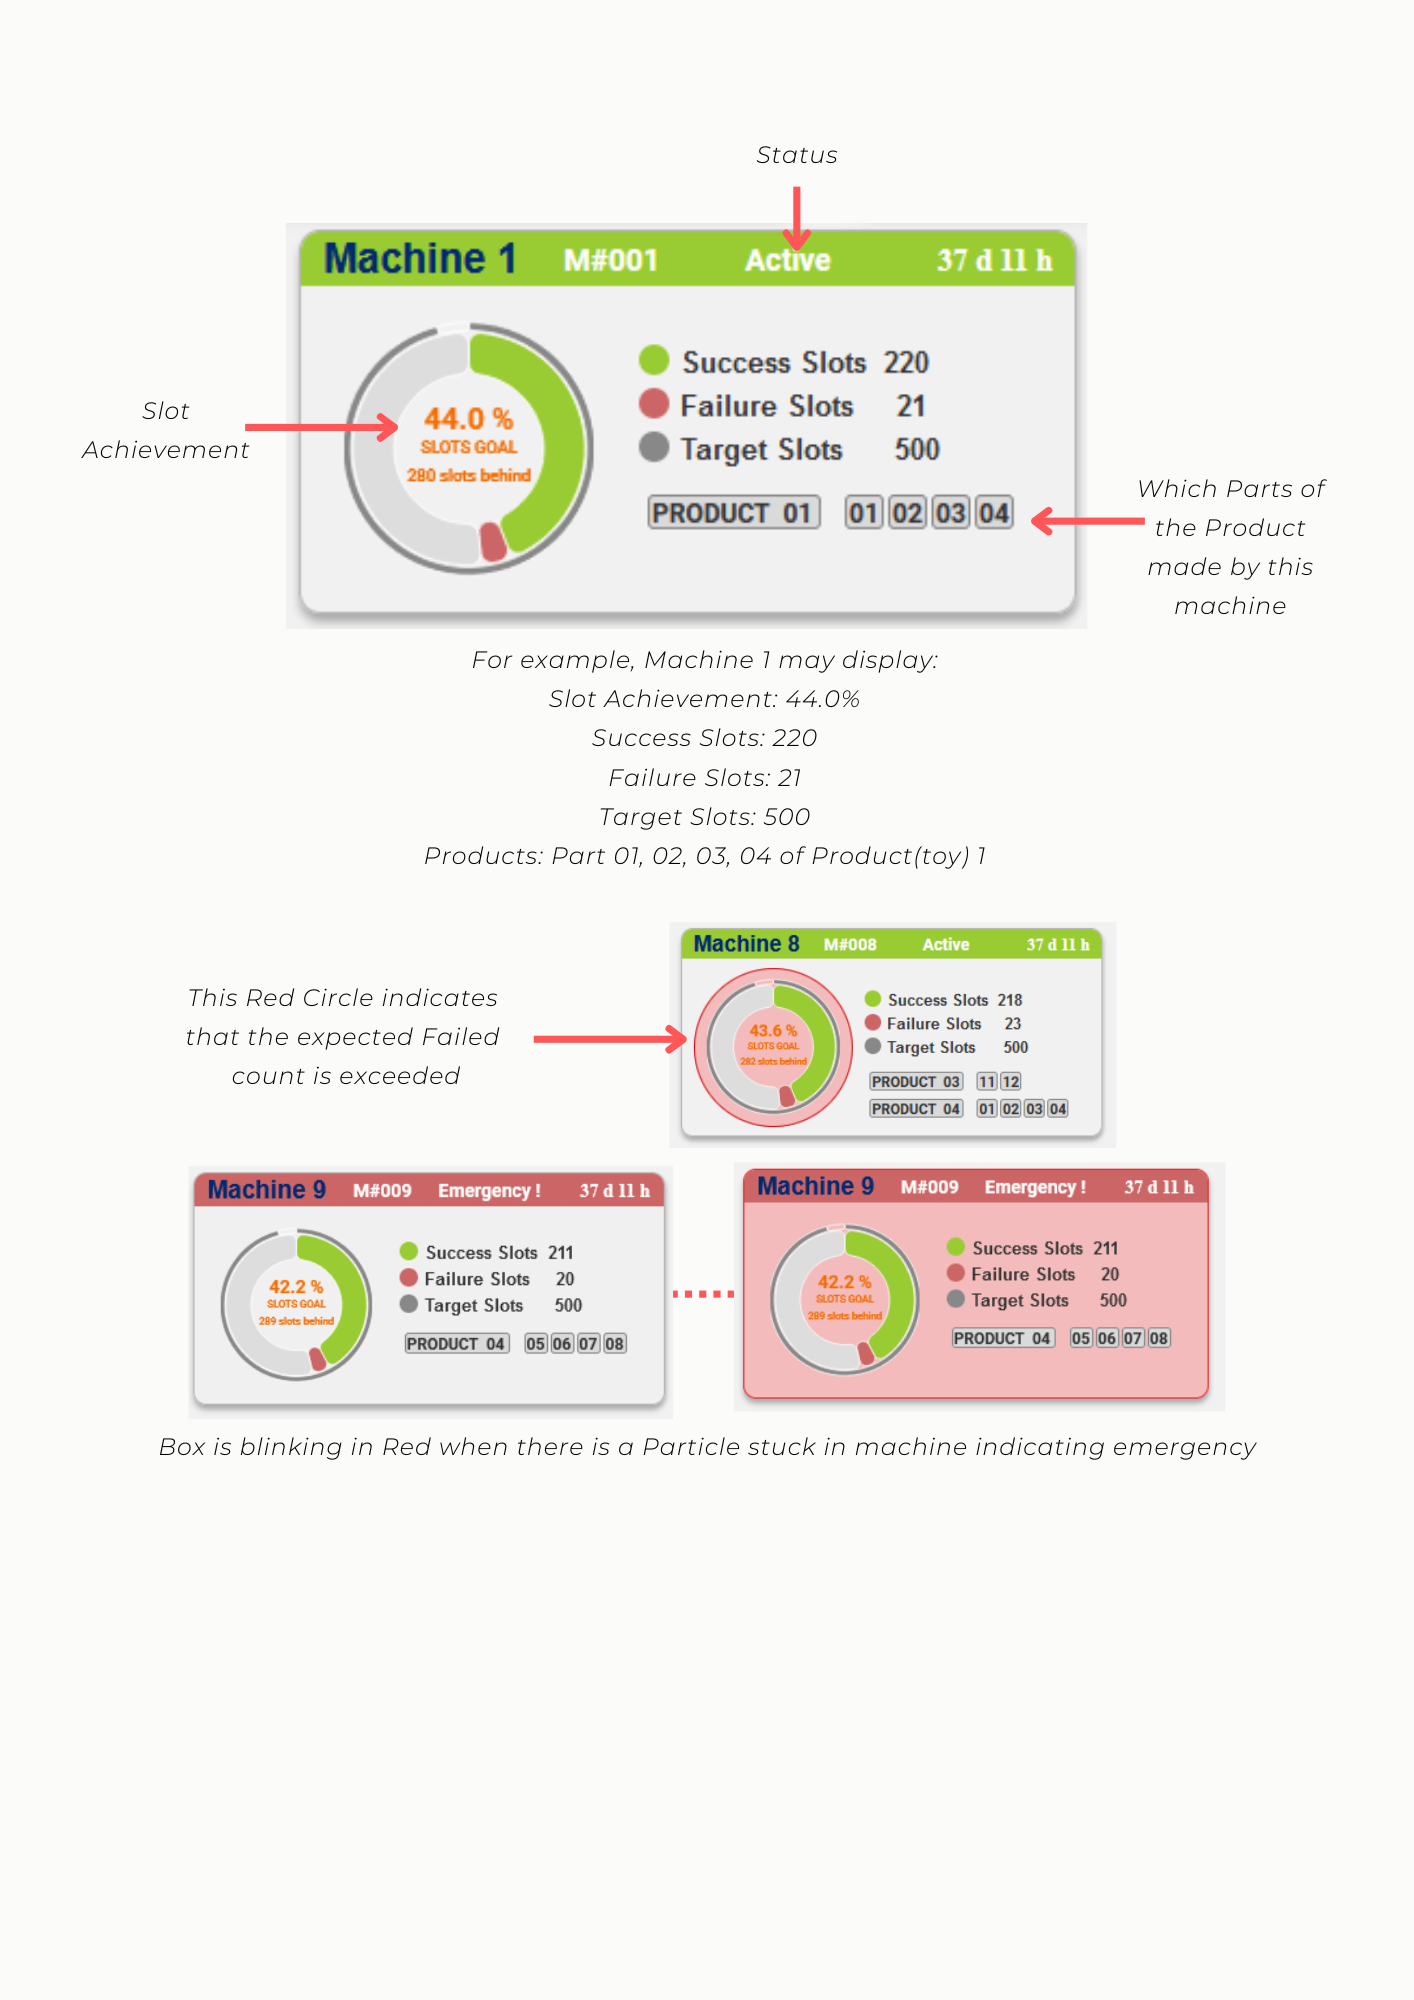 Status
Machine 1 M#001 Active 37 d 11 h
Slot
Achievement
44.0 %
SLOTS GOAL
280 slots behind
Success Slots 220
Failure Slots 21
Target Slots 500
PRODUCT 01 01 02 03 04
Which Parts of
the Product
made by this
machine
For example, Machine 1 may display:
Slot Achievement: 44.0%
Success Slots: 220
Failure Slots: 21
Target Slots: 500
Products: Part 01, 02, 03, 04 of Product(toy) 1
This Red Circle indicates
that the expected Failed
count is exceeded
Machine 8 M#008 Active 37 d 11 h
43.6 %
SLOTS GOAL
282 slots behind
Success Slots 218
Failure Slots 23
Target Slots 500
PRODUCT 03 11 12
PRODUCT 04 01 02 03 04
Machine 9 M#009 Emergency ! 37 d 11 h
42.2 %
SLOTS GOAL
289 slots behind
Success Slots 211
Failure Slots 20
Target Slots 500
PRODUCT 04 05 06 07 08
Machine 9 M#009 Emergency ! 37 d 11 h
42.2 %
SLOTS GOAL
289 slots behind
Success Slots 211
Failure Slots 20
Target Slots 500
PRODUCT 04 05 06 07 08
Box is blinking in Red when there is a Particle stuck in machine indicating emergency